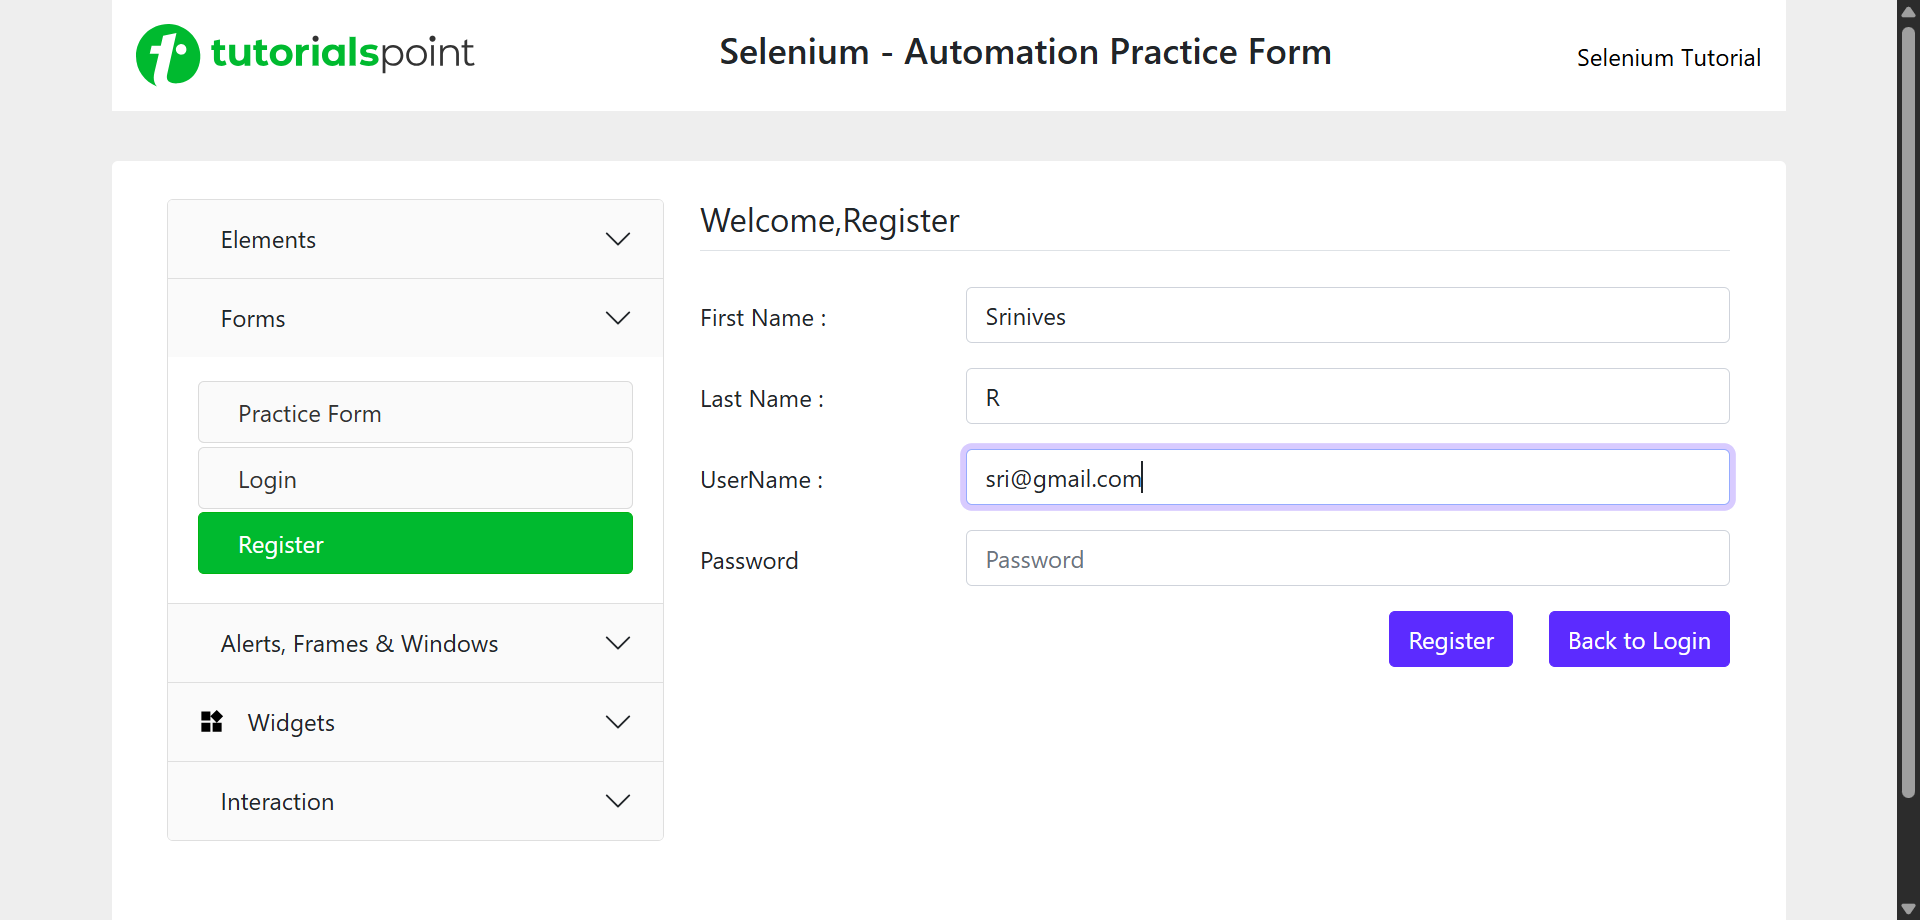 tutorialspoint
Selenium - Automation Practice Form
Selenium Tutorial
Elements
Forms
Practice Form
Login
Register
Alerts, Frames & Windows
Widgets
Interaction
Welcome,Register
First Name :
Srinives
Last Name :
R
UserName :
sri@gmail.com
Password
Password
Register
Back to Login